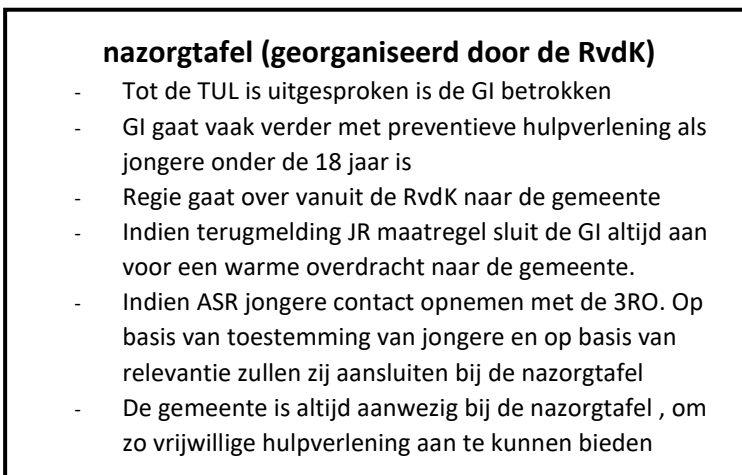 nazorgtafel (georganiseerd door de RvdK)
- Tot de TUL is uitgesproken is de GI betrokken
- GI gaat vaak verder met preventieve hulpverlening als
jongere onder de 18 jaar is
- Regie gaat over vanuit de RvdK naar de gemeente
- Indien terugmelding JR maatregel sluit de GI altijd aan
voor een warme overdracht naar de gemeente.
- Indien ASR jongere contact opnemen met de 3RO. Op
basis van toestemming van jongere en op basis van
relevantie zullen zij aansluiten bij de nazorgtafel
- De gemeente is altijd aanwezig bij de nazorgtafel , om
zo vrijwillige hulpverlening aan te kunnen bieden